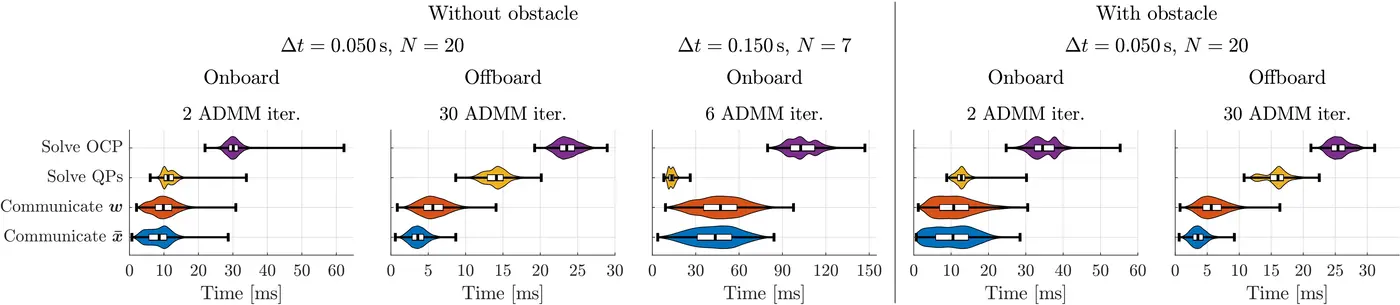 Without obstacle
With obstacle
Δt = 0.050 s, N = 20
Δt = 0.150 s, N = 7
Δt = 0.050 s, N = 20
Onboard
Offboard
Onboard
Onboard
Offboard
2 ADMM iter.
30 ADMM iter.
6 ADMM iter.
2 ADMM iter.
30 ADMM iter.
Solve OCP
Solve QPs
Communicate w
Communicate x̄
0 10 20 30 40 50 60
0 5 10 15 20 25 30
0 30 60 90 120 150
0 10 20 30 40 50 60
0 5 10 15 20 25 30
Time [ms]
Time [ms]
Time [ms]
Time [ms]
Time [ms]